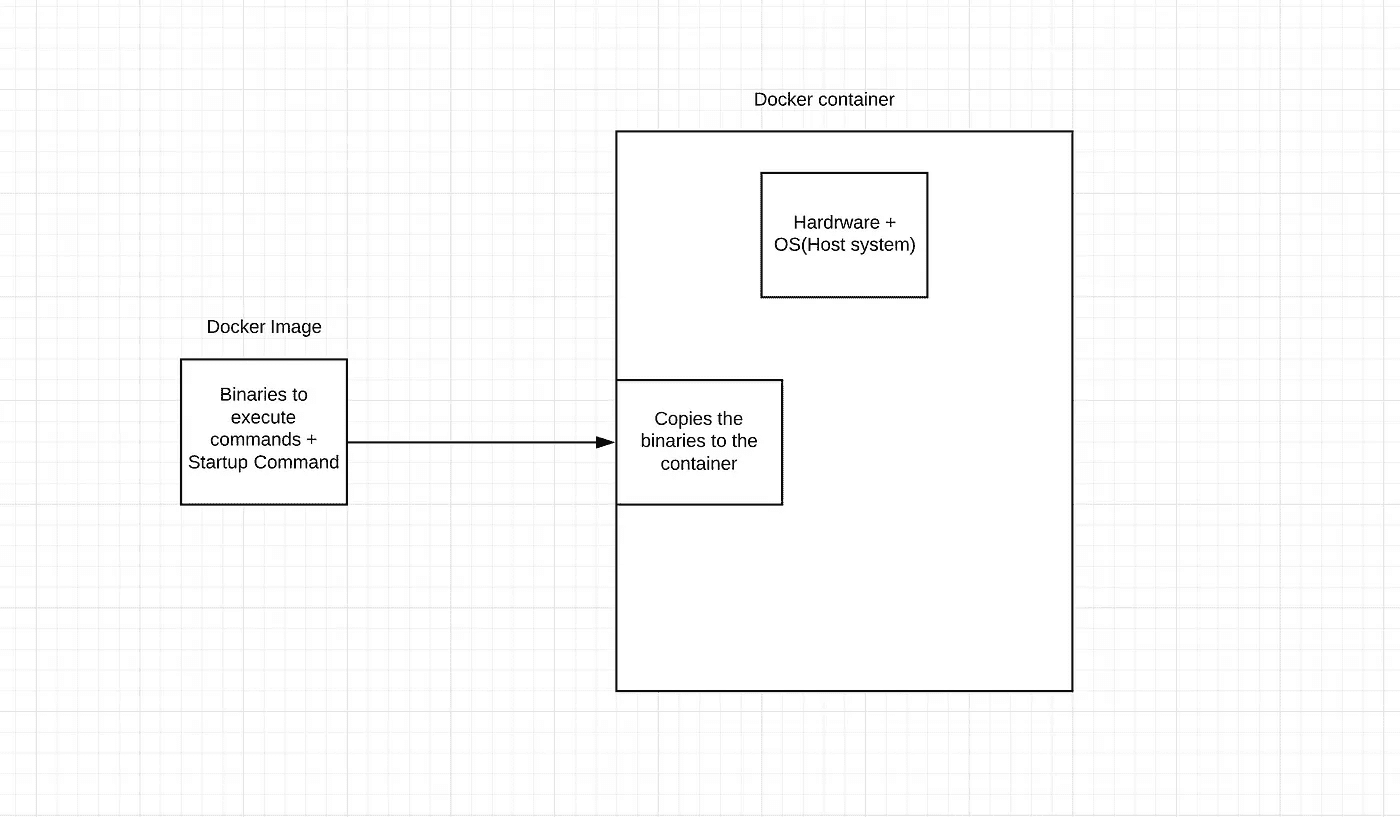 Docker container
Hardrware +
OS(Host system)
Docker Image
Binaries to
execute
commands +
Startup Command
Copies the
binaries to the
container